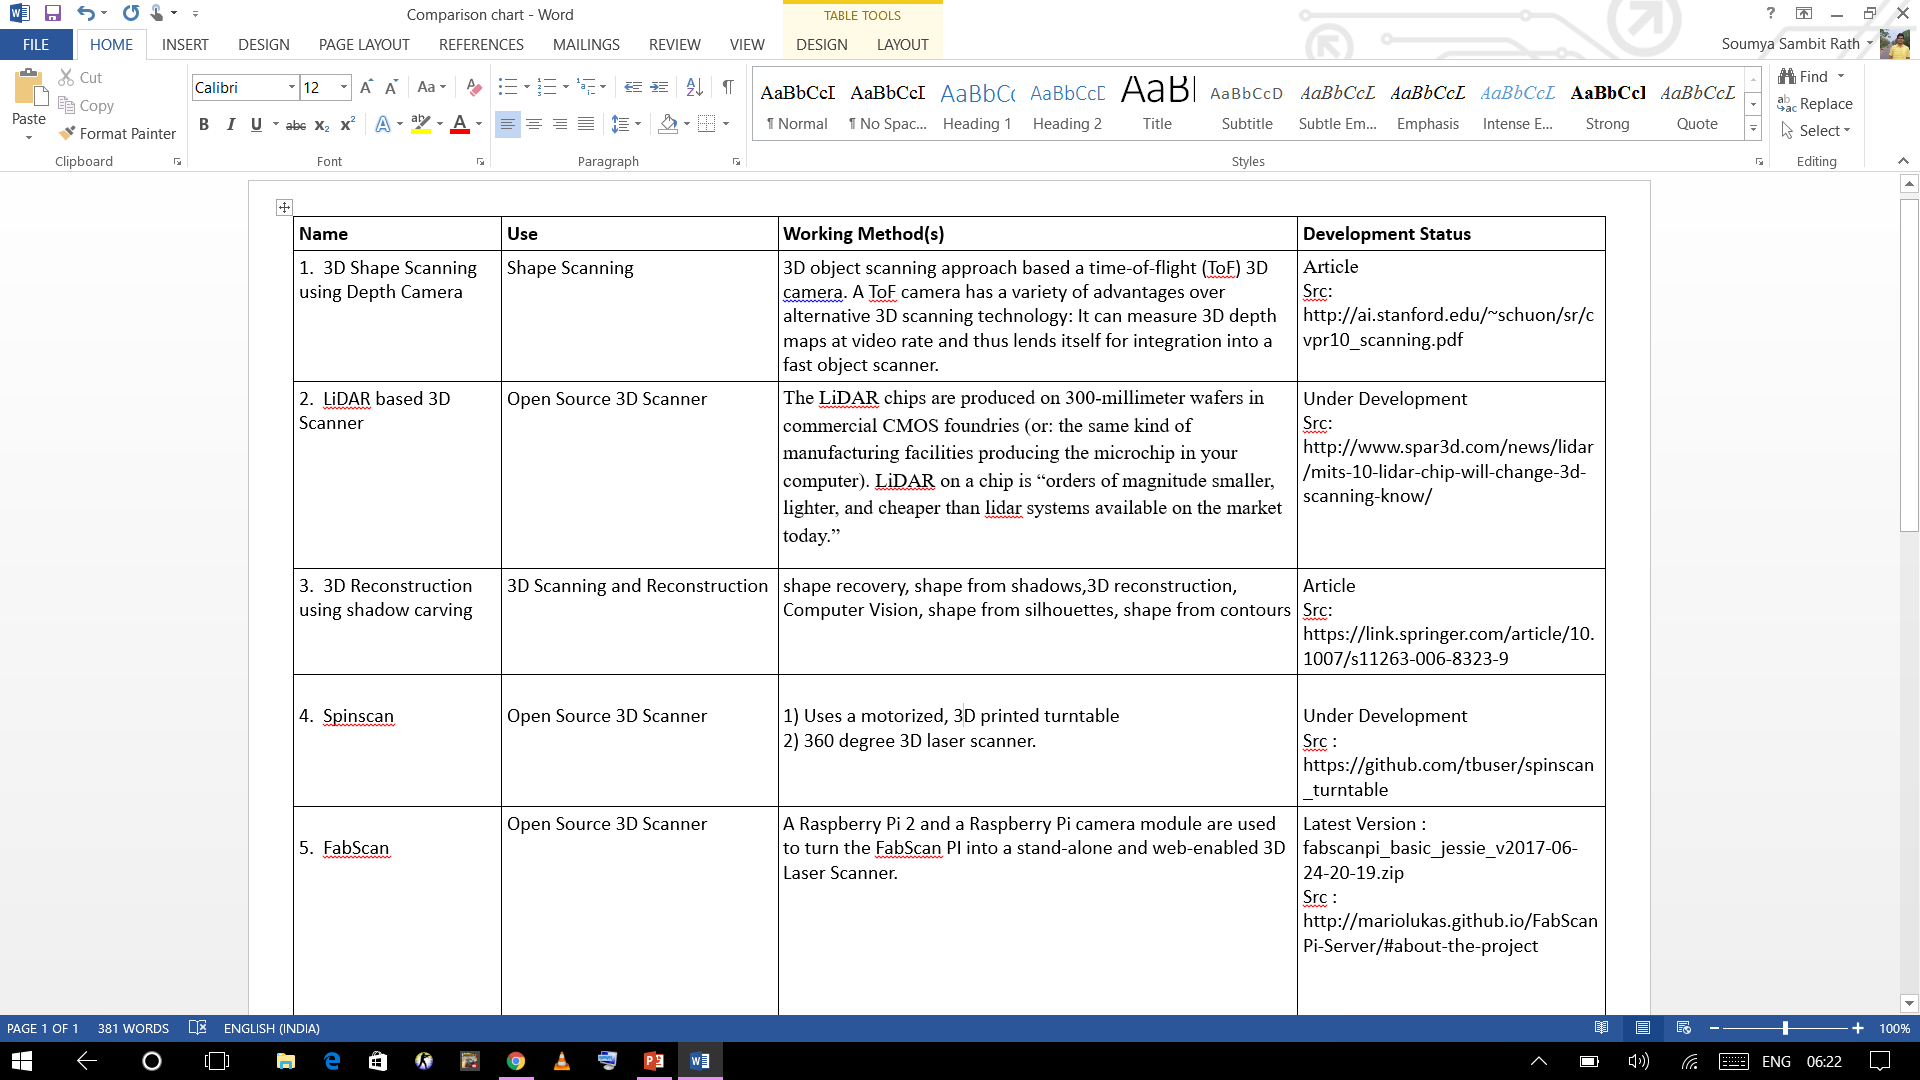 Comparison chart - Word
TABLE TOOLS
FILE HOME INSERT DESIGN PAGE LAYOUT REFERENCES MAILINGS REVIEW VIEW DESIGN LAYOUT
Soumya Sambit Rath
Paste
Cut
Copy
Format Painter
Clipboard
Calibri 12
Font
Paragraph
AaBbCcI AaBbCcI AaBbC AaBbCcD AaB AaBbCcD AaBbCcL AaBbCcL AaBbCcL AaBbCcI AaBbCcL
¶ Normal ¶ No Spac... Heading 1 Heading 2 Title Subtitle Subtle Em... Emphasis Intense E... Strong Quote
Styles
Find
Replace
Select
Editing
Name
Use
Working Method(s)
Development Status
1. 3D Shape Scanning
using Depth Camera
Shape Scanning
3D object scanning approach based a time-of-flight (ToF) 3D
camera. A ToF camera has a variety of advantages over
alternative 3D scanning technology: It can measure 3D depth
maps at video rate and thus lends itself for integration into a
fast object scanner.
Article
Src:
http://ai.stanford.edu/~schuon/sr/c
vpr10_scanning.pdf
2. LiDAR based 3D
Scanner
Open Source 3D Scanner
The LiDAR chips are produced on 300-millimeter wafers in
commercial CMOS foundries (or: the same kind of
manufacturing facilities producing the microchip in your
computer). LiDAR on a chip is “orders of magnitude smaller,
lighter, and cheaper than lidar systems available on the market
today.”
Under Development
Src:
http://www.spar3d.com/news/lidar
/mits-10-lidar-chip-will-change-3d-
scanning-know/
3. 3D Reconstruction
using shadow carving
3D Scanning and Reconstruction
shape recovery, shape from shadows,3D reconstruction,
Computer Vision, shape from silhouettes, shape from contours
Article
Src:
https://link.springer.com/article/10.
1007/s11263-006-8323-9
4. Spinscan
Open Source 3D Scanner
1) Uses a motorized, 3D printed turntable
2) 360 degree 3D laser scanner.
Under Development
Src :
https://github.com/tbuser/spinscan
_turntable
5. FabScan
Open Source 3D Scanner
A Raspberry Pi 2 and a Raspberry Pi camera module are used
to turn the FabScan PI into a stand-alone and web-enabled 3D
Laser Scanner.
Latest Version :
fabscanpi_basic_jessie_v2017-06-
24-20-19.zip
Src :
http://mariolukas.github.io/FabScan
Pi-Server/#about-the-project
PAGE 1 OF 1 381 WORDS ENGLISH (INDIA)
100%
ENG 06:22